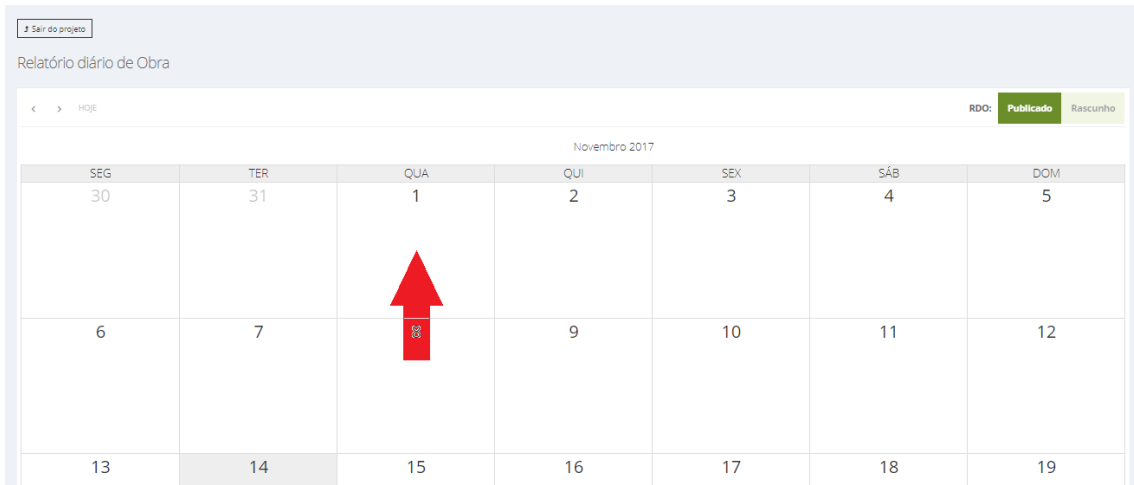 Sair do projeto
Relatório diário de Obra
< > HOJE RDO: Publicado Rascunho
Novembro 2017
SEG TER QUA QUI SEX SÁB DOM
30 31 1 2 3 4 5
6 7 8 9 10 11 12
13 14 15 16 17 18 19